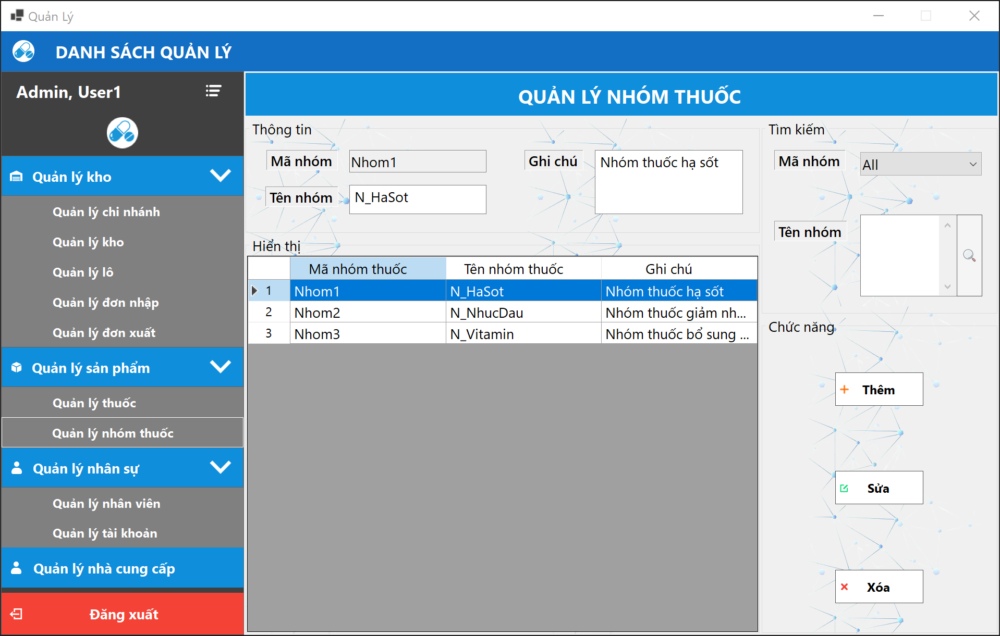 Quản Lý
DANH SÁCH QUẢN LÝ
Admin, User1
Quản lý kho
Quản lý chi nhánh
Quản lý kho
Quản lý lô
Quản lý đơn nhập
Quản lý đơn xuất
Quản lý sản phẩm
Quản lý thuốc
Quản lý nhóm thuốc
Quản lý nhân sự
Quản lý nhân viên
Quản lý tài khoản
Quản lý nhà cung cấp
Đăng xuất
QUẢN LÝ NHÓM THUỐC
Thông tin
Mã nhóm Nhom1
Tên nhóm N_HaSot
Ghi chú Nhóm thuốc hạ sốt
Hiển thị
Mã nhóm thuốc Tên nhóm thuốc Ghi chú
1 Nhom1 N_HaSot Nhóm thuốc hạ sốt
2 Nhom2 N_NhucDau Nhóm thuốc giảm nh...
3 Nhom3 N_Vitamin Nhóm thuốc bổ sung ...
Tìm kiếm
Mã nhóm All
Tên nhóm
Chức năng
Thêm
Sửa
Xóa